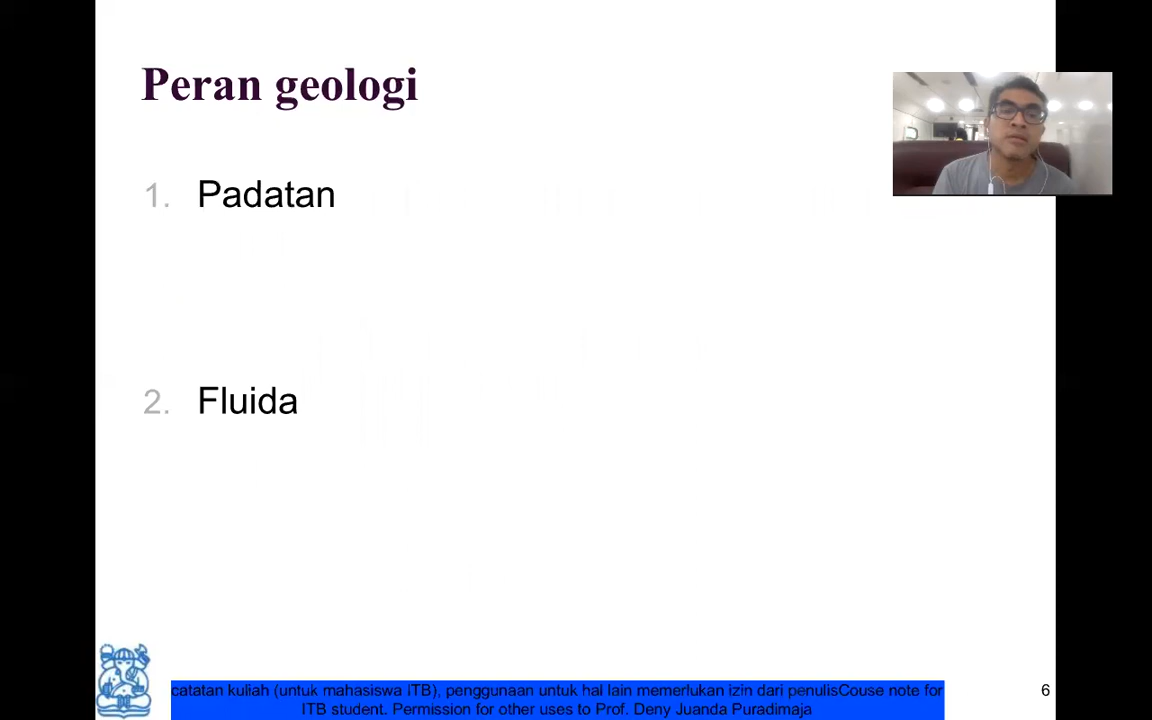 Peran geologi
1. Padatan
2. Fluida
catatan kuliah (untuk mahasiswa ITB), penggunaan untuk hal lain memerlukan izin dari penulisCouse note for
ITB student. Permission for other uses to Prof. Deny Juanda Puradimaja
6